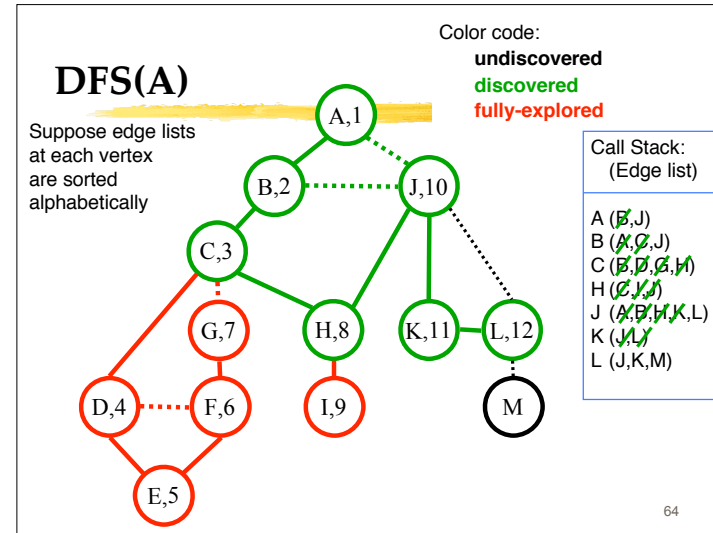 Color code:
undiscovered
discovered
fully-explored
DFS(A)
Suppose edge lists
at each vertex
are sorted
alphabetically
A,1
B,2
J,10
C,3
G,7
H,8
K,11
L,12
D,4
F,6
I,9
M
E,5
Call Stack:
(Edge list)
A (B,J)
B (A,C,J)
C (B,D,G,H)
H (C,I,J)
J (A,B,H,K,L)
K (J,L)
L (J,K,M)
64